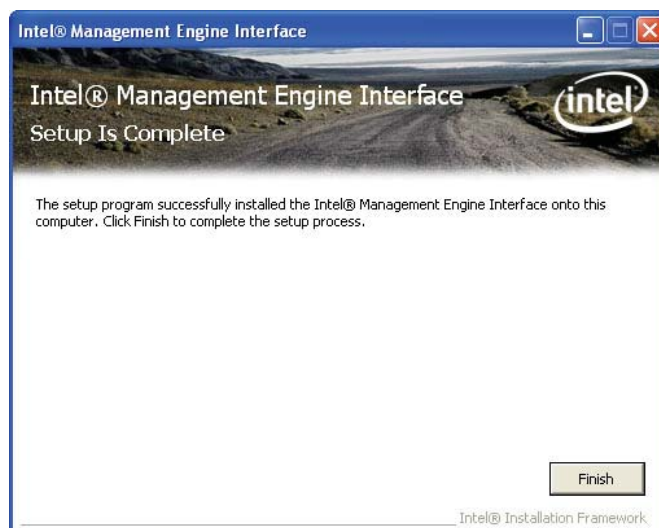 Intel® Management Engine Interface
Intel® Management Engine Interface
intel
Setup Is Complete
The setup program successfully installed the Intel® Management Engine Interface onto this
computer. Click Finish to complete the setup process.
Finish
Intel® Installation Framework